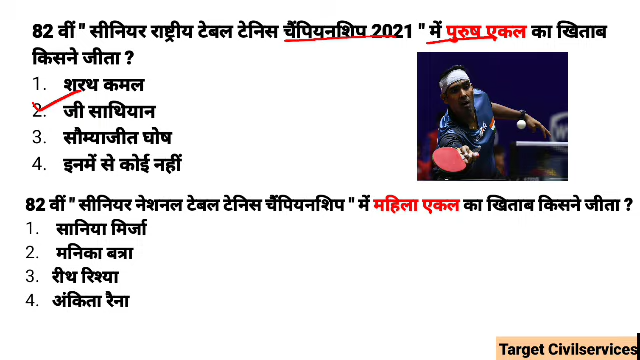 82 वीं " सीनियर राष्ट्रीय टेबल टेनिस चैंपियनशिप 2021 " में पुरुष एकल का खिताब
किसने जीता ?
1. शरथ कमल
2. जी साथियान
3. सौम्याजीत घोष
4. इनमें से कोई नहीं
82 वीं " सीनियर नेशनल टेबल टेनिस चैंपियनशिप " में महिला एकल का खिताब किसने जीता ?
1. सानिया मिर्जा
2. मनिका बत्रा
3. रीथ रिश्या
4. अंकिता रैना
Target Civilservices